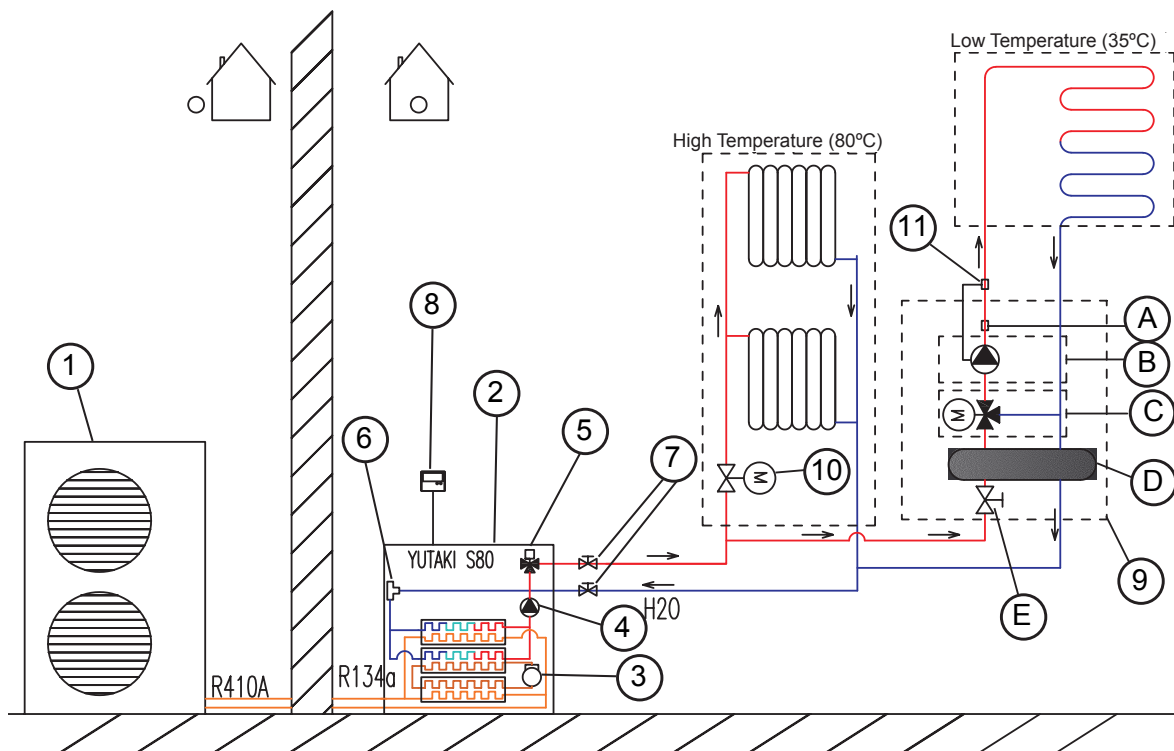 Low Temperature (35ºC)
High Temperature (80ºC)
11
A
8
B
1
2
C
6
5
7
10
D
M
M
YUTAKI S80
9
H20
4
E
R134a
3
R410A